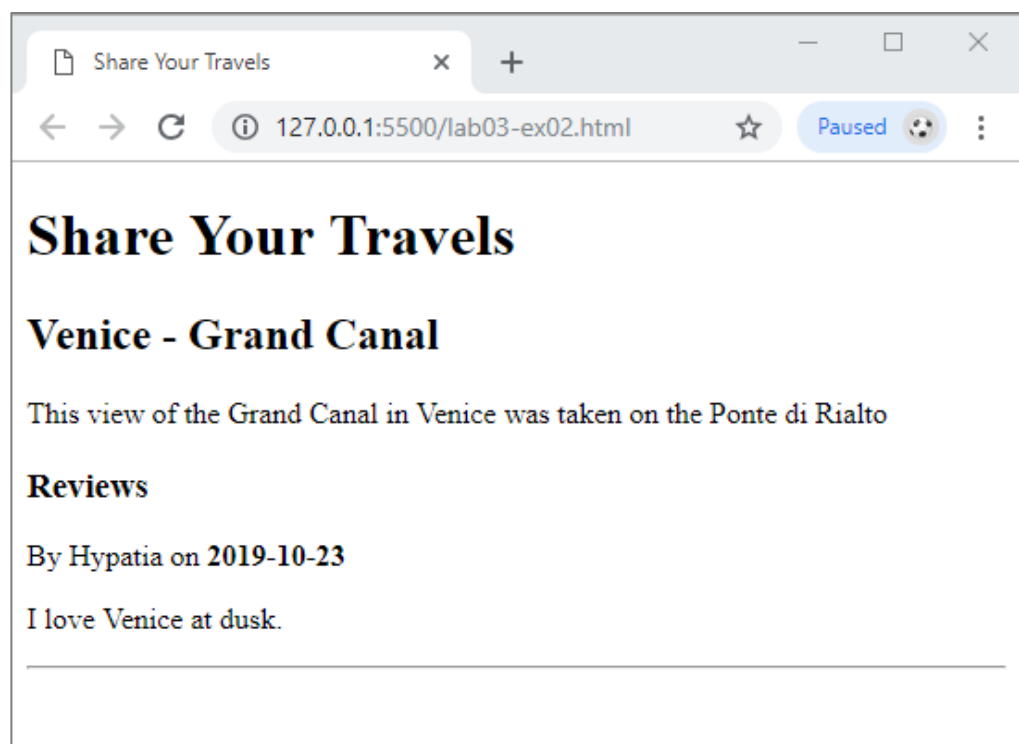 Share Your Travels
127.0.0.1:5500/lab03-ex02.html
Paused
Share Your Travels
Venice - Grand Canal
This view of the Grand Canal in Venice was taken on the Ponte di Rialto
Reviews
By Hypatia on 2019-10-23
I love Venice at dusk.